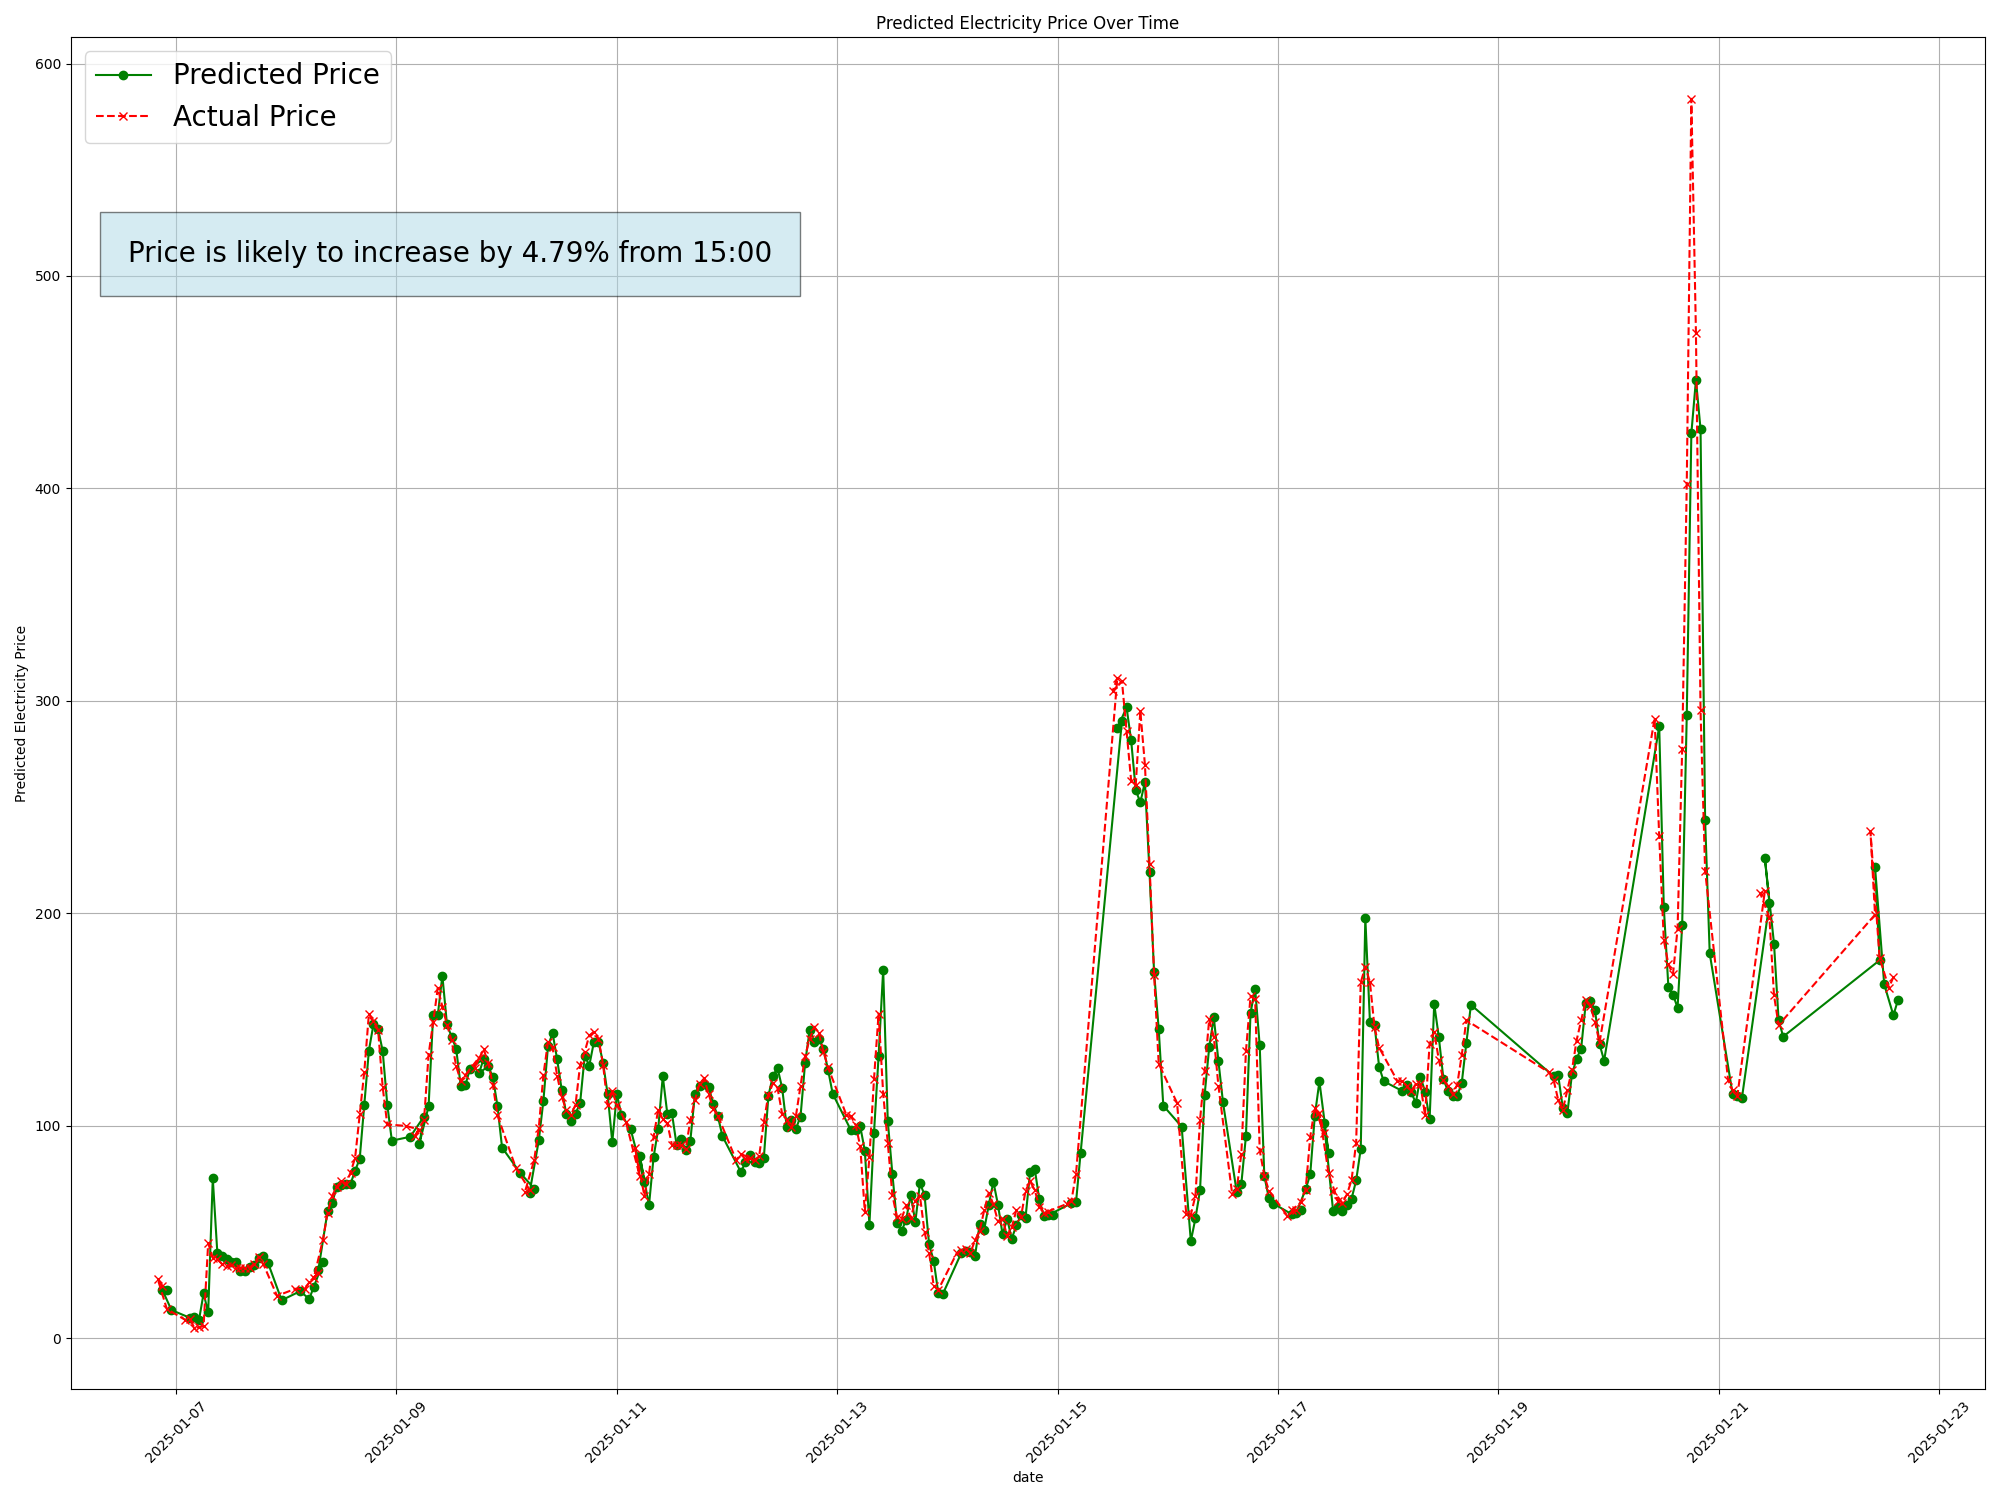 Predicted Electricity Price Over Time
Predicted Price
Actual Price
Price is likely to increase by 4.79% from 15:00
Predicted Electricity Price
600
500
400
300
200
100
0
2025-01-07
2025-01-09
2025-01-11
2025-01-13
2025-01-15
2025-01-17
2025-01-19
2025-01-21
2025-01-23
date